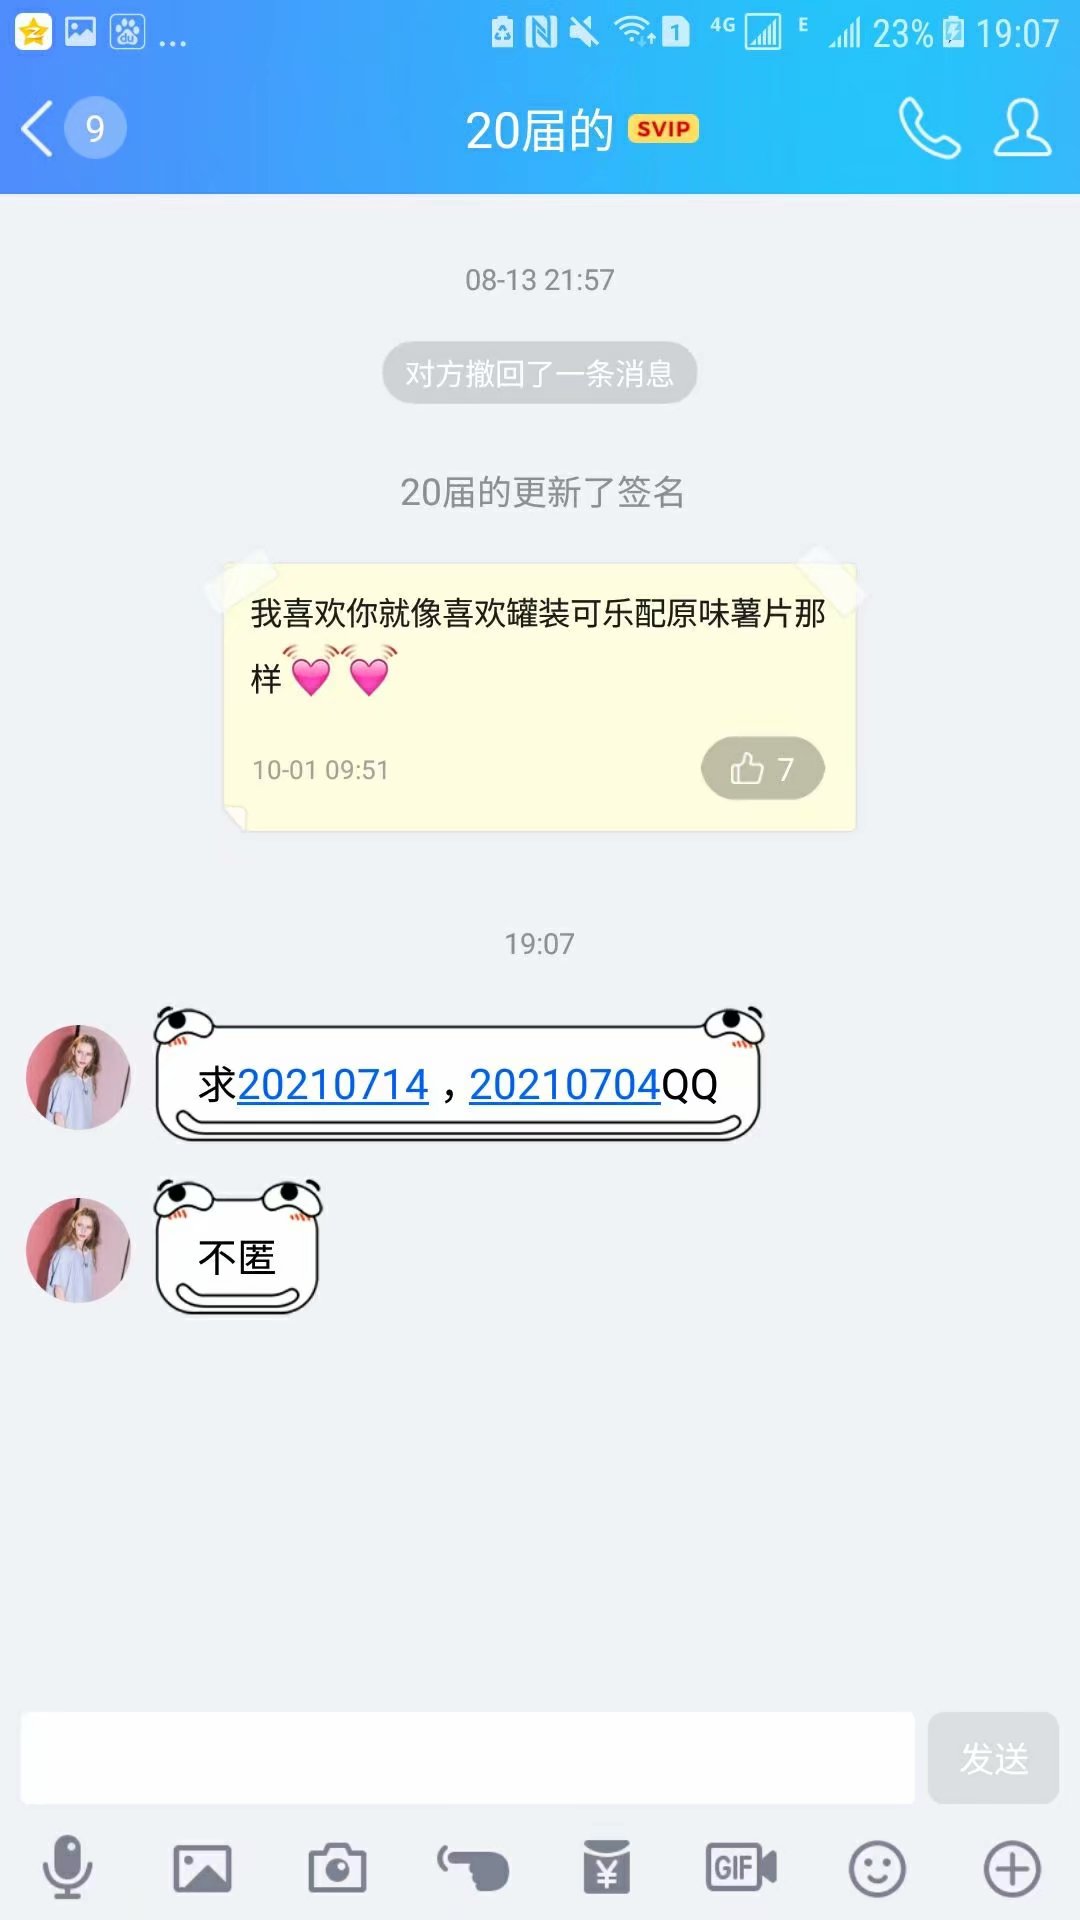 du ... 1 4G E 23% 19:07
9 20届的 SVIP
08-13 21:57
对方撤回了一条消息
20届的更新了签名
我喜欢你就像喜欢罐装可乐配原味薯片那
样💓💓
10-01 09:51 7
19:07
求20210714，20210704QQ
不匿
发送
¥ GIF